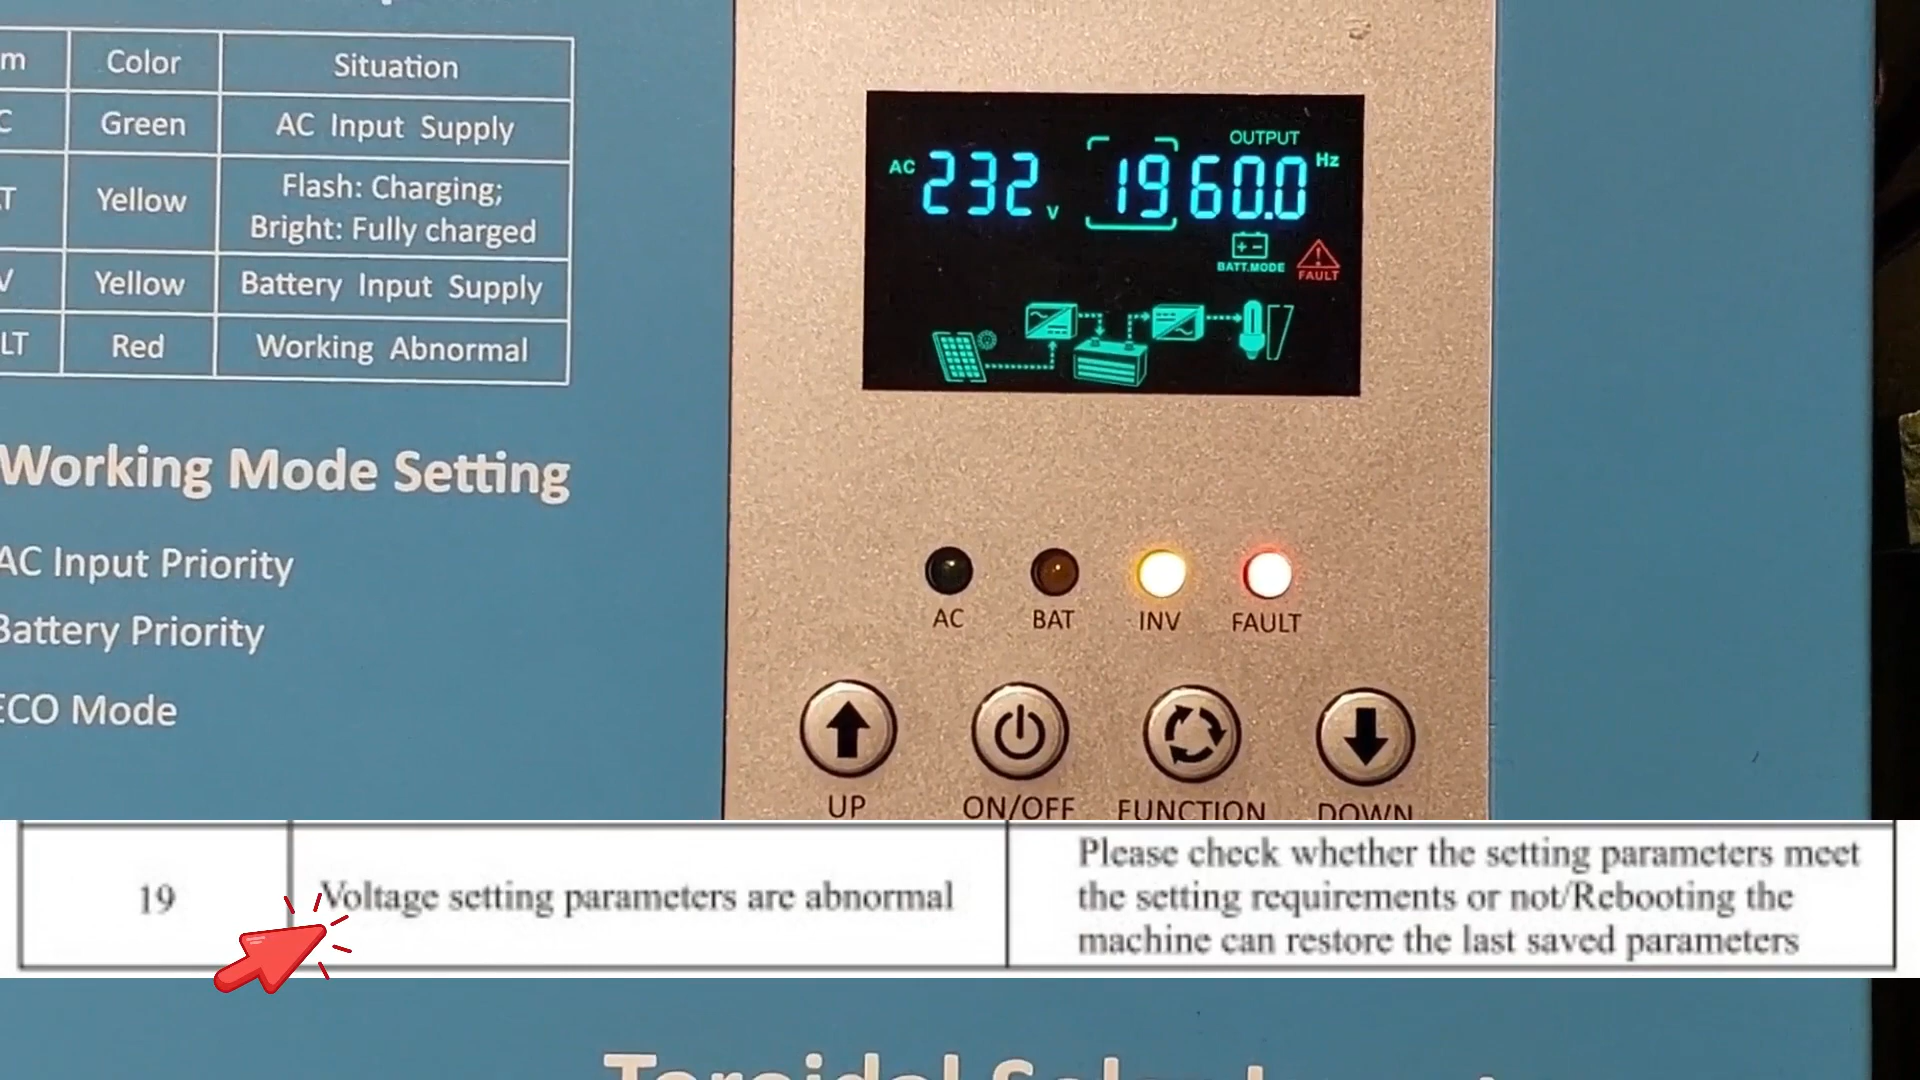 m Color Situation
C Green AC Input Supply
T Yellow Flash: Charging;
Bright: Fully charged
V Yellow Battery Input Supply
LT Red Working Abnormal
Working Mode Setting
AC Input Priority
Battery Priority
ECO Mode
OUTPUT
AC 232 V 19 60.0 Hz
BATT.MODE FAULT
AC BAT INV FAULT
UP ON/OFF FUNCTION DOWN
19 Voltage setting parameters are abnormal
Please check whether the setting parameters meet
the setting requirements or not/Rebooting the
machine can restore the last saved parameters